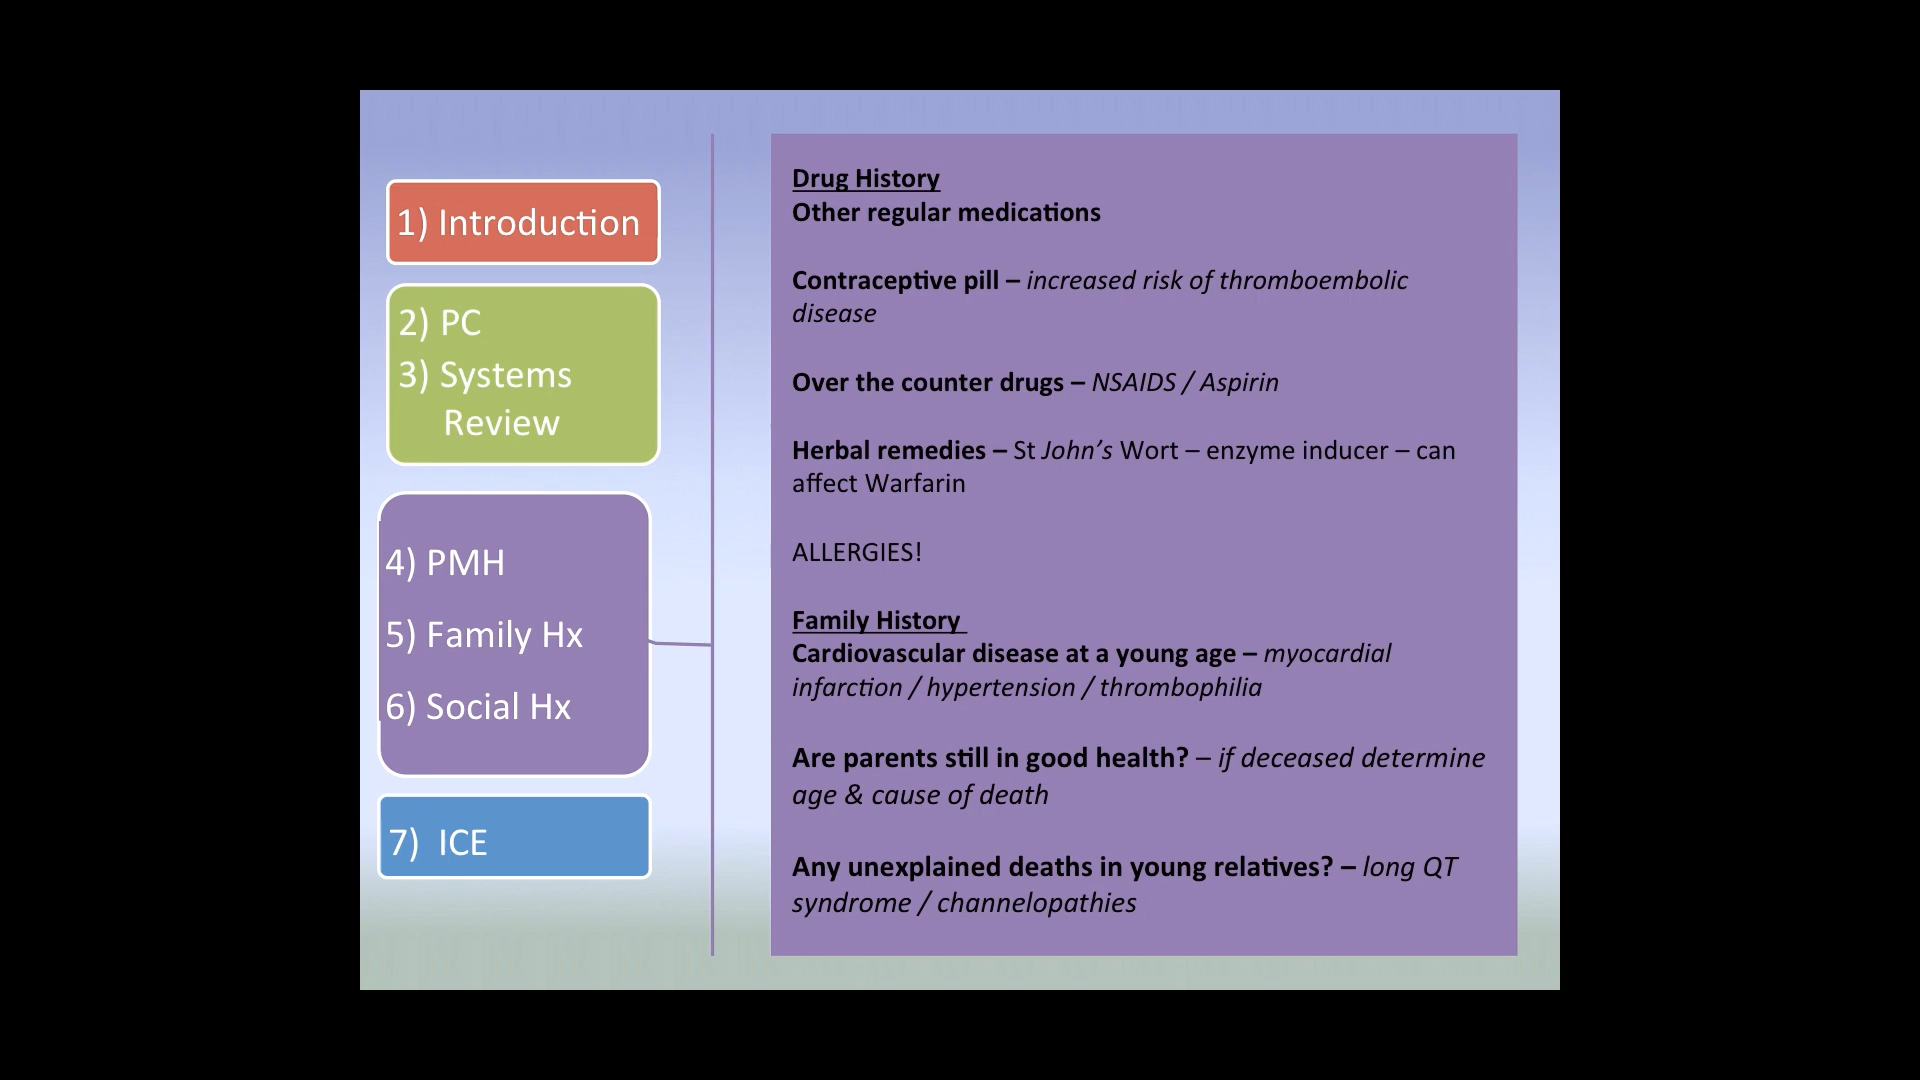 1) Introduction
2) PC
3) Systems
Review
4) PMH
5) Family Hx
6) Social Hx
7) ICE
Drug History
Other regular medications
Contraceptive pill – increased risk of thromboembolic
disease
Over the counter drugs – NSAIDS / Aspirin
Herbal remedies – St John’s Wort – enzyme inducer – can
affect Warfarin
ALLERGIES!
Family History
Cardiovascular disease at a young age – myocardial
infarction / hypertension / thrombophilia
Are parents still in good health? – if deceased determine
age & cause of death
Any unexplained deaths in young relatives? – long QT
syndrome / channelopathies